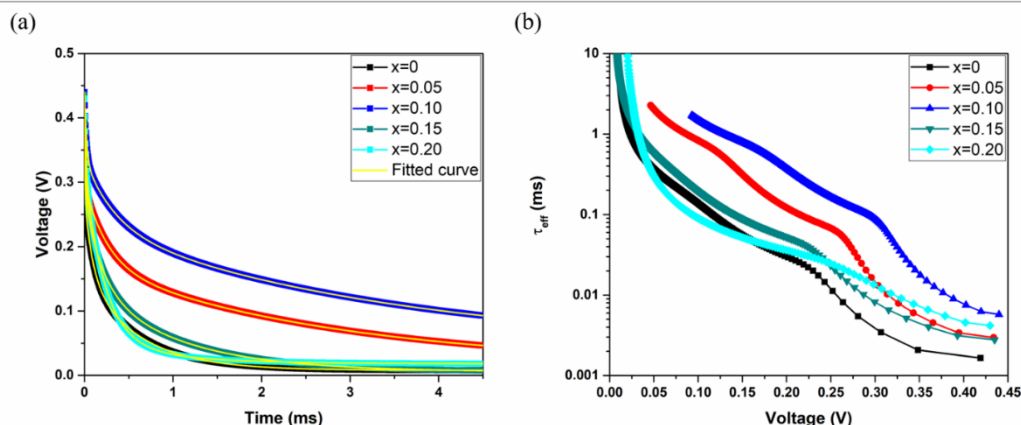 (a)
0.5
0.4
0.3
0.2
0.1
0.0
Voltage (V)
0
1
2
3
4
Time (ms)
x=0
x=0.05
x=0.10
x=0.15
x=0.20
Fitted curve
(b)
10
1
0.1
0.01
0.001
τeff (ms)
0.00
0.05
0.10
0.15
0.20
0.25
0.30
0.35
0.40
0.45
Voltage (V)
x=0
x=0.05
x=0.10
x=0.15
x=0.20